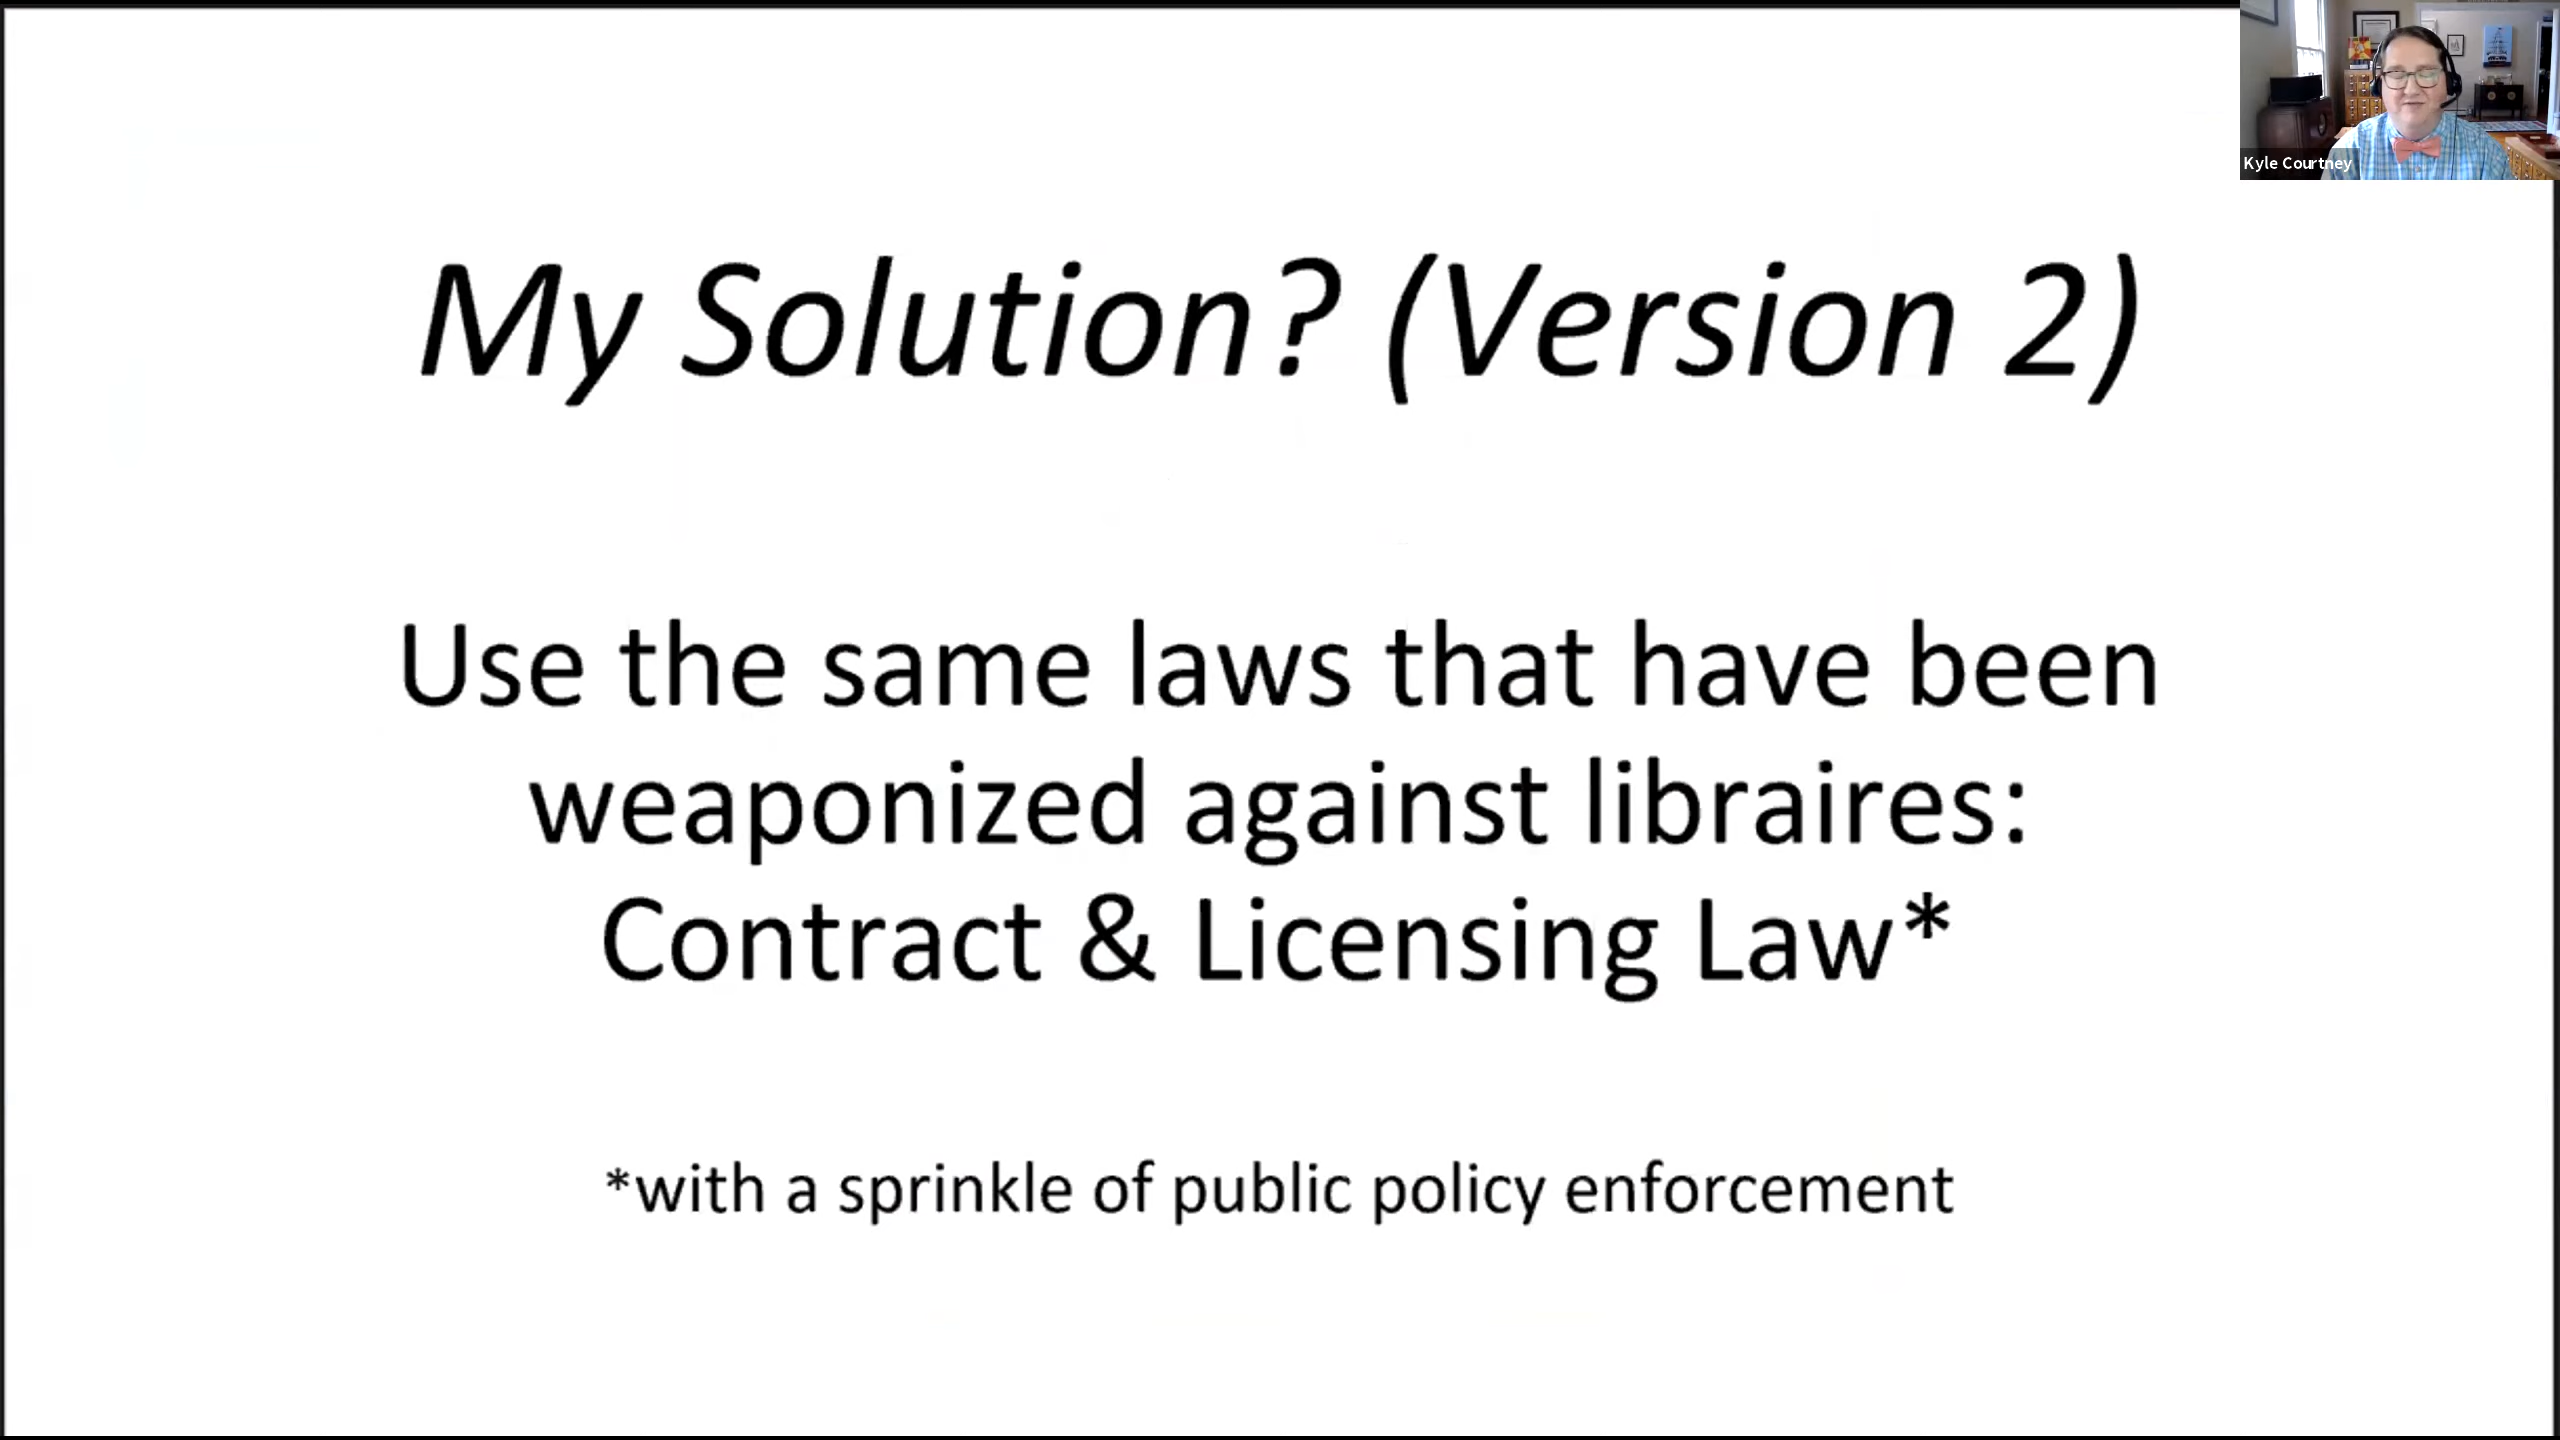 Kyle Courtney
My Solution? (Version 2)
Use the same laws that have been
weaponized against libraires:
Contract & Licensing Law*
*with a sprinkle of public policy enforcement